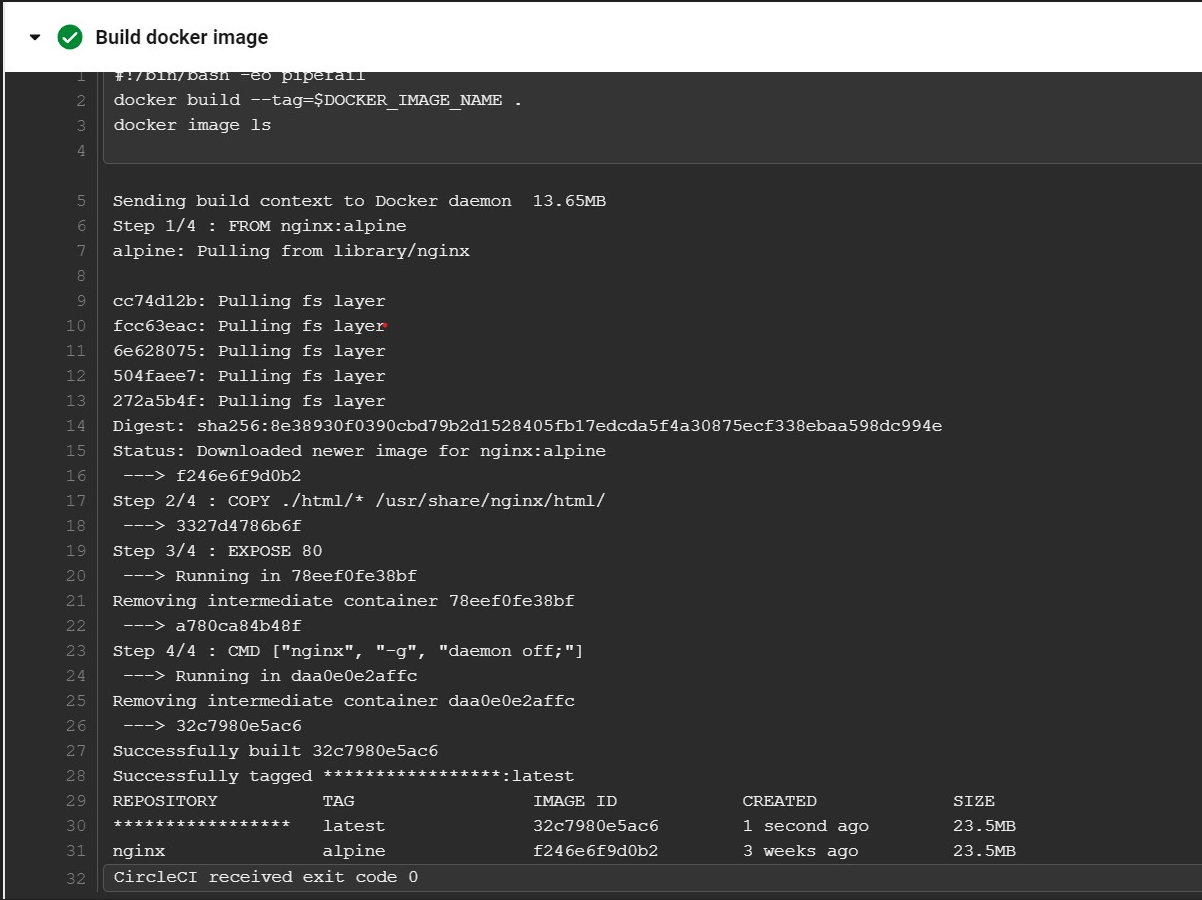 Build docker image
1 #!/bin/bash -eo pipefail
2 docker build --tag=$DOCKER_IMAGE_NAME .
3 docker image ls
4
5 Sending build context to Docker daemon  13.65MB
6 Step 1/4 : FROM nginx:alpine
7 alpine: Pulling from library/nginx
8
9 cc74d12b: Pulling fs layer
10 fcc63eac: Pulling fs layer
11 6e628075: Pulling fs layer
12 504faee7: Pulling fs layer
13 272a5b4f: Pulling fs layer
14 Digest: sha256:8e38930f0390cbd79b2d1528405fb17edcda5f4a30875ecf338ebaa598dc994e
15 Status: Downloaded newer image for nginx:alpine
16  ---> f246e6f9d0b2
17 Step 2/4 : COPY ./html/* /usr/share/nginx/html/
18  ---> 3327d4786b6f
19 Step 3/4 : EXPOSE 80
20  ---> Running in 78eef0fe38bf
21 Removing intermediate container 78eef0fe38bf
22  ---> a780ca84b48f
23 Step 4/4 : CMD ["nginx", "-g", "daemon off;"]
24  ---> Running in daa0e0e2affc
25 Removing intermediate container daa0e0e2affc
26  ---> 32c7980e5ac6
27 Successfully built 32c7980e5ac6
28 Successfully tagged *****************:latest
29 REPOSITORY          TAG                 IMAGE ID            CREATED             SIZE
30 *****************   latest              32c7980e5ac6        1 second ago        23.5MB
31 nginx               alpine              f246e6f9d0b2        3 weeks ago         23.5MB
32 CircleCI received exit code 0